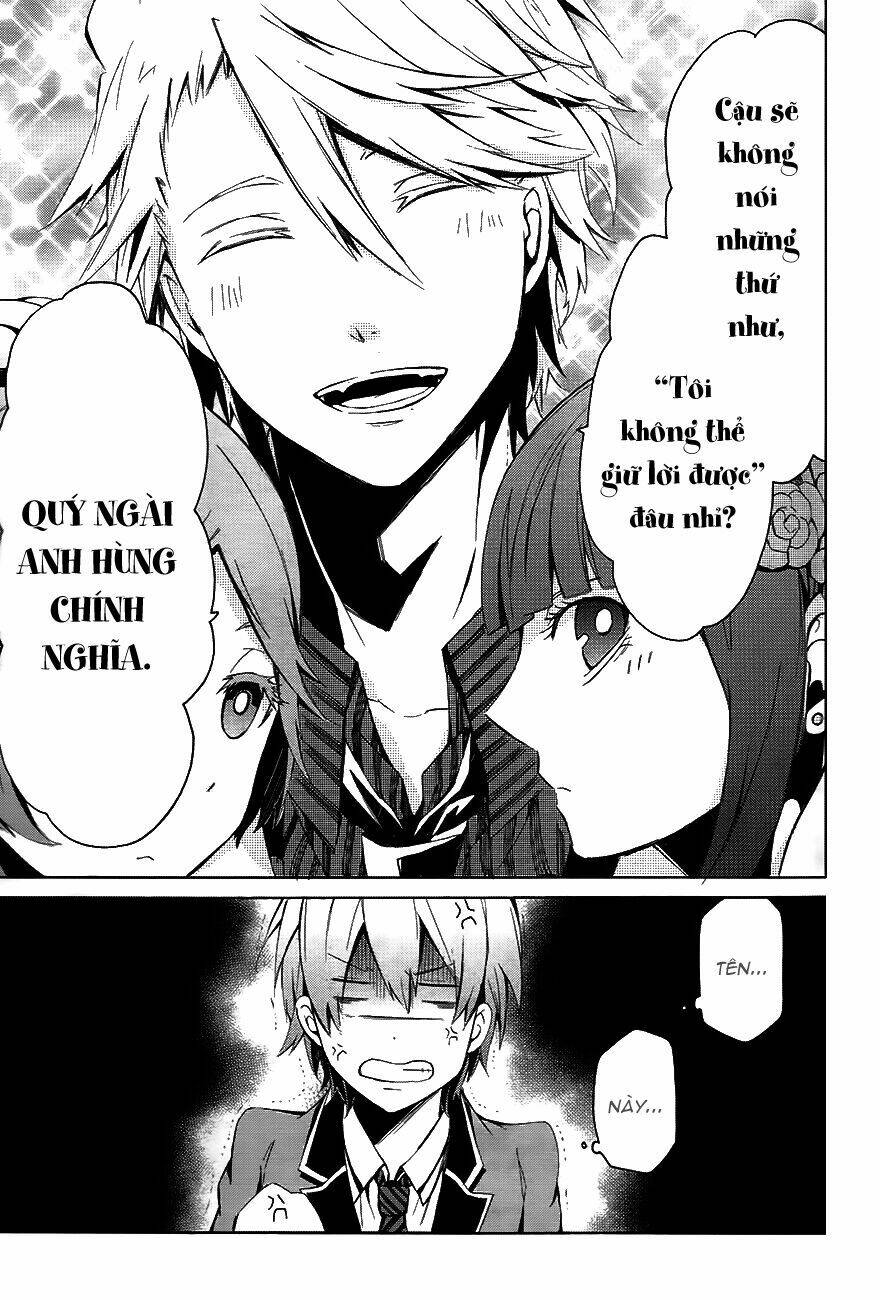 Cậu sẽ
không
nói
những
thứ
như,
“Tôi
không thể
giữ lời được”
đâu nhỉ?
QUÝ NGÀI
ANH HÙNG
CHÍNH
NGHĨA.
TÊN...
NÀY...